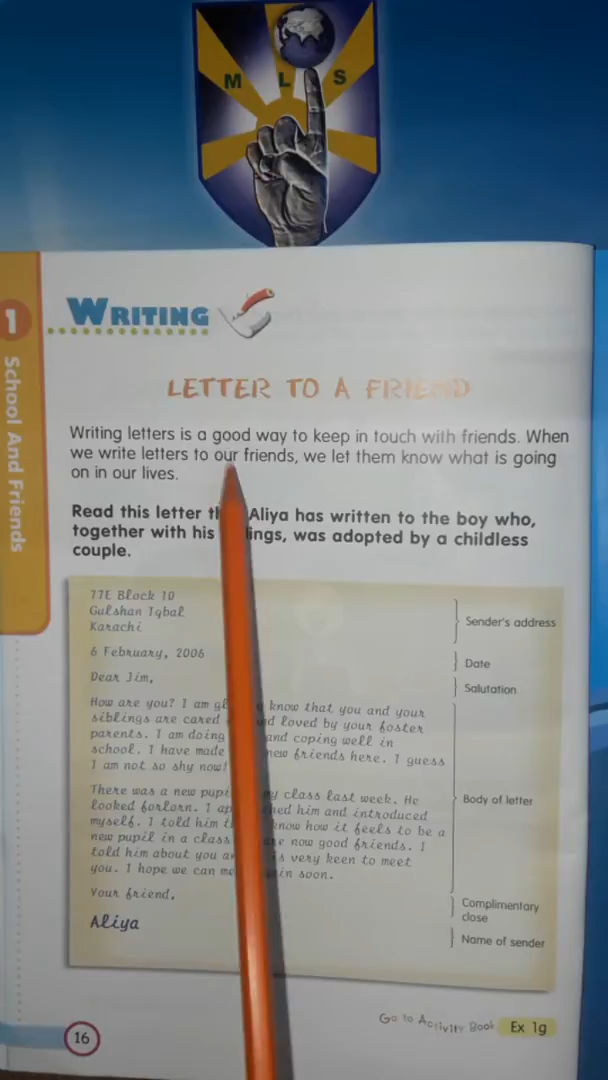 M L S
WRITING
1
School And Friends
LETTER TO A FRIEND
Writing letters is a good way to keep in touch with friends. When
we write letters to our friends, we let them know what is going
on in our lives.
Read this letter Aliya has written to the boy who,
together with his was adopted by a childless
couple.
77E Block 10
Gulshan Iqbal
Karachi
Sender's address
6 February, 2006
Date
Dear Jim,
Salutation
How are you? I am know that you and your
siblings are cared loved by your foster
parents. I am doing and coping well in
school. I have made new friends here. I guess
I am not so shy now!
There was a new class last week. He
looked forlorn. I him and introduced
myself. I told him know how it feels to be a
new pupil in a class now good friends. I
told him about you very keen to meet
you. I hope we can soon.
Body of letter
Your friend,
Complimentary
close
Aliya
Name of sender
Go to Activity Book Ex 1g
16